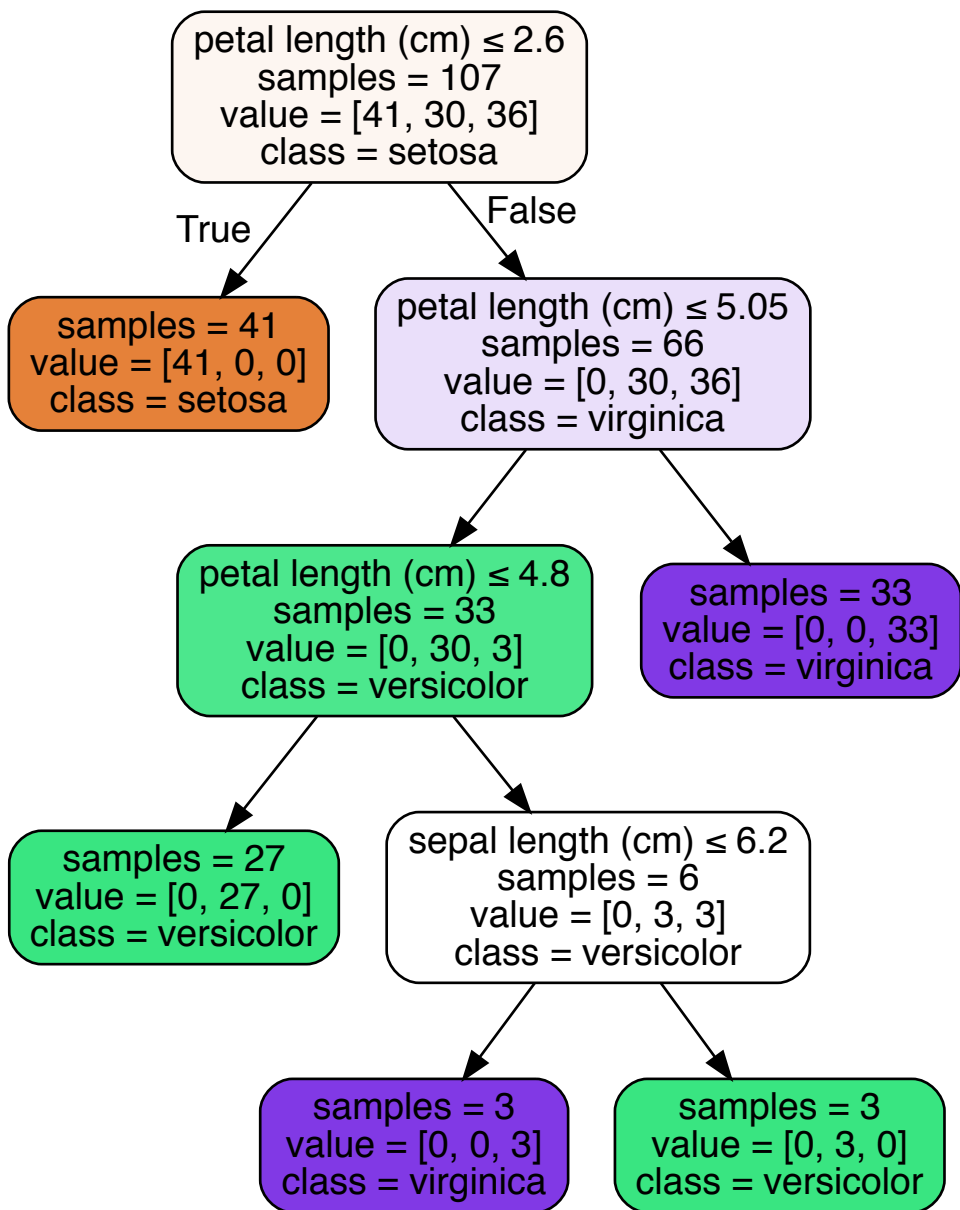 petal length (cm) ≤ 2.6
samples = 107
value = [41, 30, 36]
class = setosa
True
False
samples = 41
value = [41, 0, 0]
class = setosa
petal length (cm) ≤ 5.05
samples = 66
value = [0, 30, 36]
class = virginica
petal length (cm) ≤ 4.8
samples = 33
value = [0, 30, 3]
class = versicolor
samples = 33
value = [0, 0, 33]
class = virginica
samples = 27
value = [0, 27, 0]
class = versicolor
sepal length (cm) ≤ 6.2
samples = 6
value = [0, 3, 3]
class = versicolor
samples = 3
value = [0, 0, 3]
class = virginica
samples = 3
value = [0, 3, 0]
class = versicolor